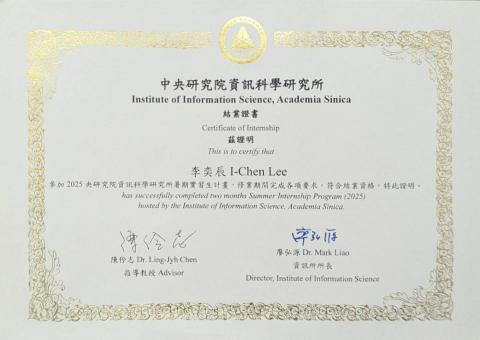 中央研究院資訊科學研究所
Institute of Information Science, Academia Sinica
結業證書
Certificate of Internship
茲證明
This is to certify that
李奕辰 I-Chen Lee
參加 2025 央研究院資訊科學研究所暑期實習生計畫，修業期間完成各項要求，符合結業資格，特此證明。
has successfully completed two months Summer Internship Program (2025)
hosted by the Institute of Information Science, Academia Sinica.
陳伶志 廖弘源
陳伶志 Dr. Ling-Jyh Chen
指導教授 Advisor
廖弘源 Dr. Mark Liao
資訊所所長
Director, Institute of Information Science